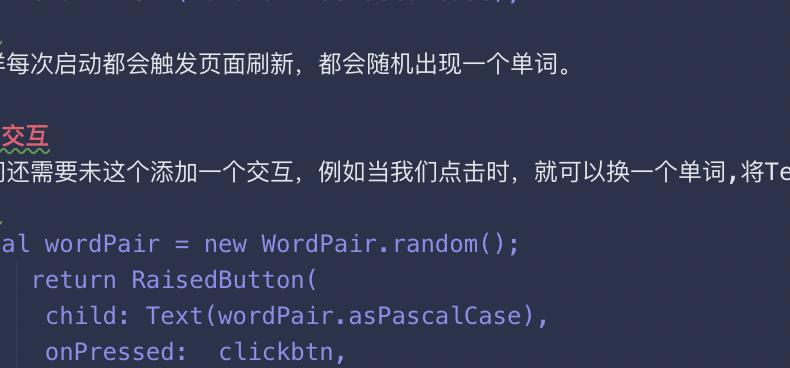 每次启动都会触发页面刷新，都会随机出现一个单词。
交互
还需要未这个添加一个交互，例如当我们点击时，就可以换一个单词,将Te
al wordPair = new WordPair.random();
return RaisedButton(
child: Text(wordPair.asPascalCase),
onPressed:  clickbtn,